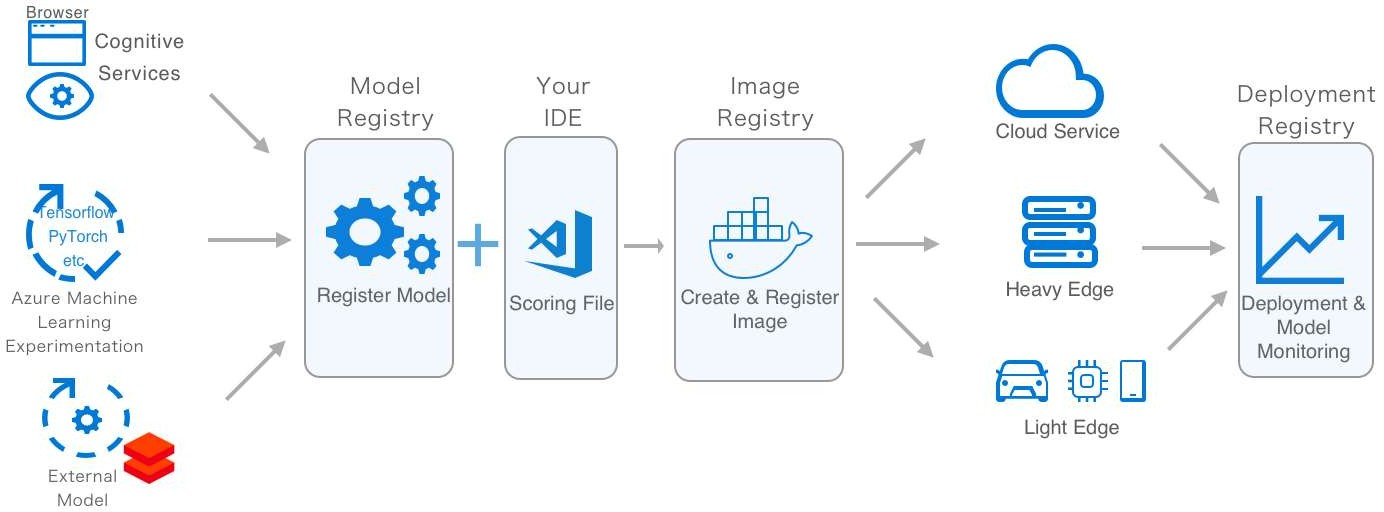 Browser
Cognitive
Services
Tensorflow
PyTorch
etc
Azure Machine
Learning
Experimentation
External
Model
Model
Registry
Register Model
Your
IDE
Scoring File
Image
Registry
Create & Register
Image
Cloud Service
Heavy Edge
Light Edge
Deployment
Registry
Deployment &
Model
Monitoring